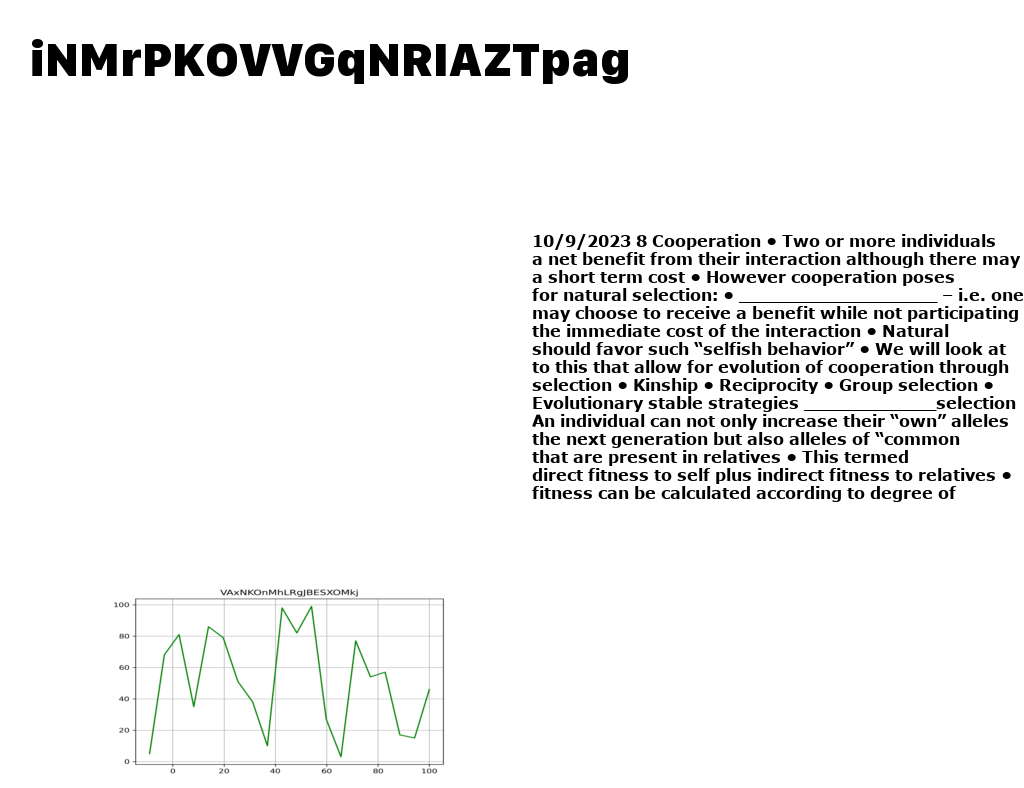 iNMrPKOVVGqNRIAZTpag
10/9/2023 8 Cooperation • Two or more individuals
a net benefit from their interaction although there may
a short term cost • However cooperation poses
for natural selection: • _____________________ – i.e. one
may choose to receive a benefit while not participating
the immediate cost of the interaction • Natural
should favor such “selfish behavior” • We will look at
to this that allow for evolution of cooperation through
selection • Kinship • Reciprocity • Group selection •
Evolutionary stable strategies ______________selection
An individual can not only increase their “own” alleles
the next generation but also alleles of “common
that are present in relatives • This termed
direct fitness to self plus indirect fitness to relatives •
fitness can be calculated according to degree of
VAxNKOnMhLRgJBESXOMkj
100
80
60
40
20
0
0 20 40 60 80 100